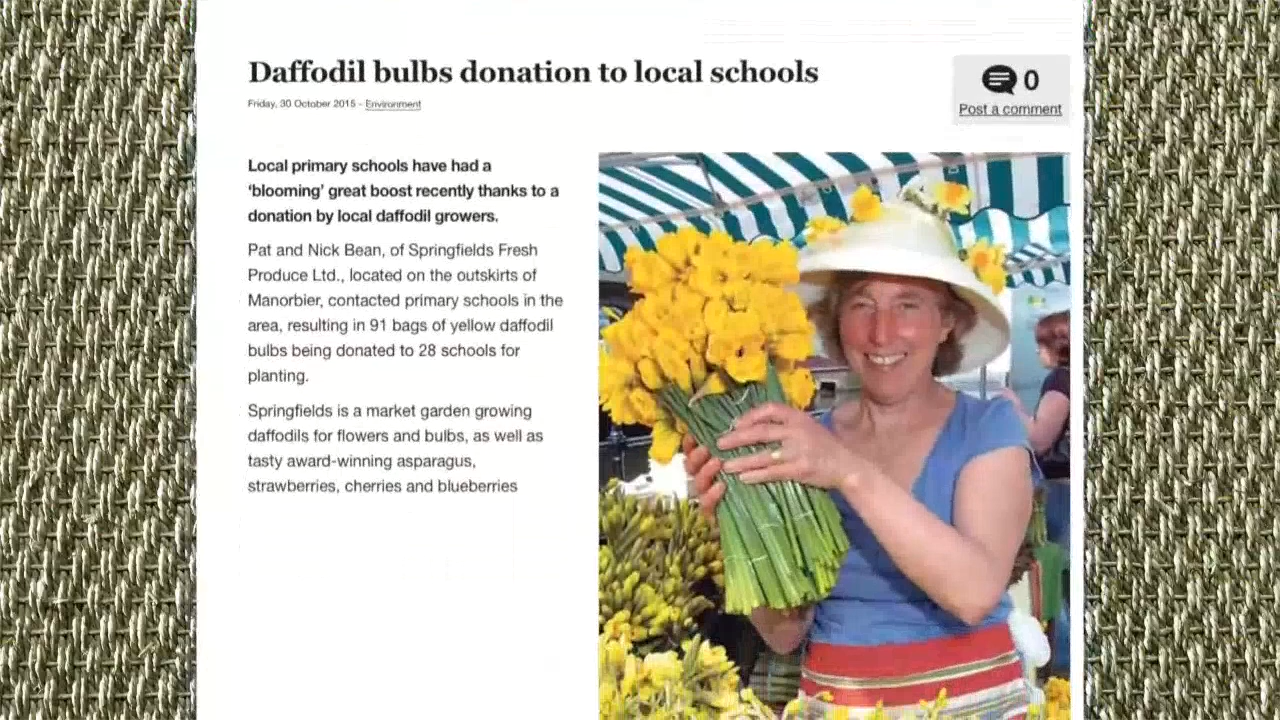 Daffodil bulbs donation to local schools
Friday, 30 October 2015 - Environment
0
Post a comment
Local primary schools have had a
‘blooming’ great boost recently thanks to a
donation by local daffodil growers.
Pat and Nick Bean, of Springfields Fresh
Produce Ltd., located on the outskirts of
Manorbier, contacted primary schools in the
area, resulting in 91 bags of yellow daffodil
bulbs being donated to 28 schools for
planting.
Springfields is a market garden growing
daffodils for flowers and bulbs, as well as
tasty award-winning asparagus,
strawberries, cherries and blueberries